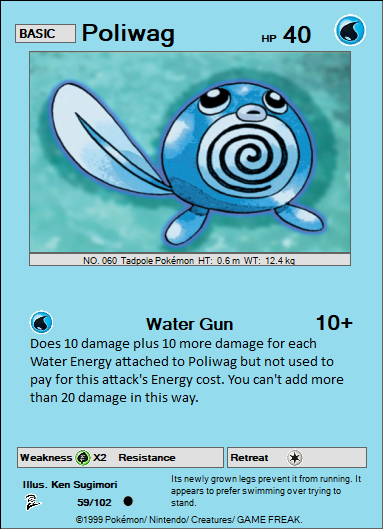 BASIC Poliwag HP 40
NO. 060 Tadpole Pokémon HT: 0.6 m WT: 12.4 kg
Water Gun 10+
Does 10 damage plus 10 more damage for each
Water Energy attached to Poliwag but not used to
pay for this attack's Energy cost. You can't add more
than 20 damage in this way.
Weakness X2 Resistance Retreat
Illus. Ken Sugimori
59/102
Its newly grown legs prevent it from running. It
appears to prefer swimming over trying to
stand.
©1999 Pokémon/ Nintendo/ Creatures/ GAME FREAK.